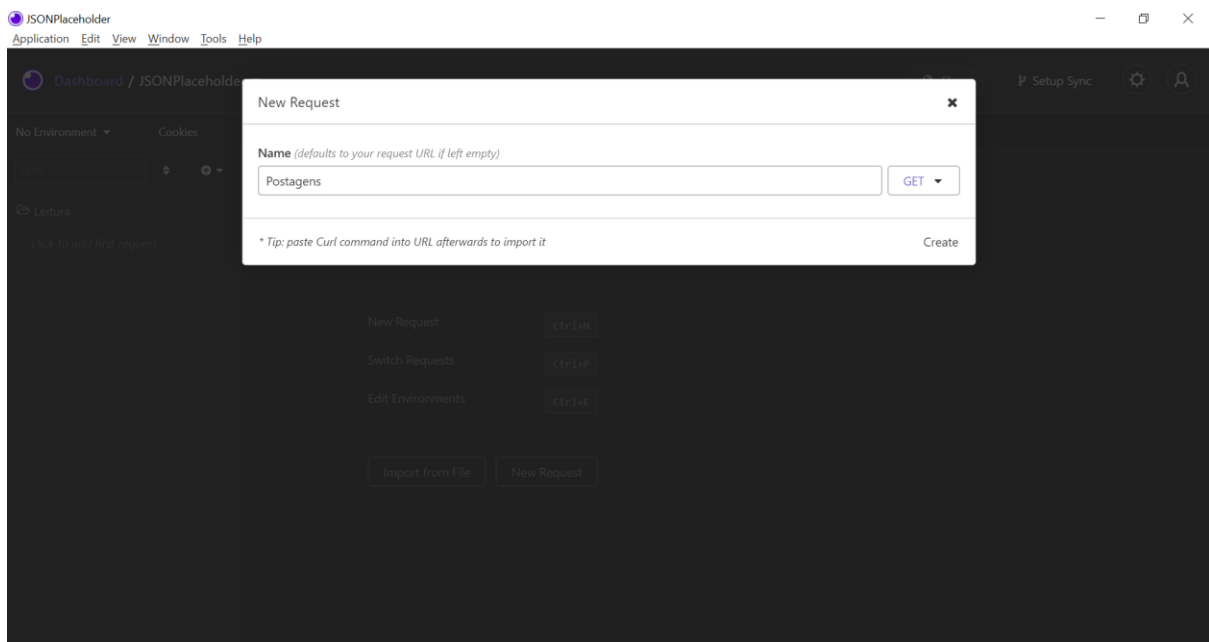 JSONPlaceholder
Application Edit View Window Tools Help
Dashboard / JSONPlaceholde
Setup Sync
New Request
No Environment Cookies
Name (defaults to your request URL if left empty)
Postagens GET
Leitura
click to add first request...
* Tip: paste Curl command into URL afterwards to import it Create
New Request Ctrl+N
Switch Requests Ctrl+P
Edit Environments Ctrl+E
Import from File New Request